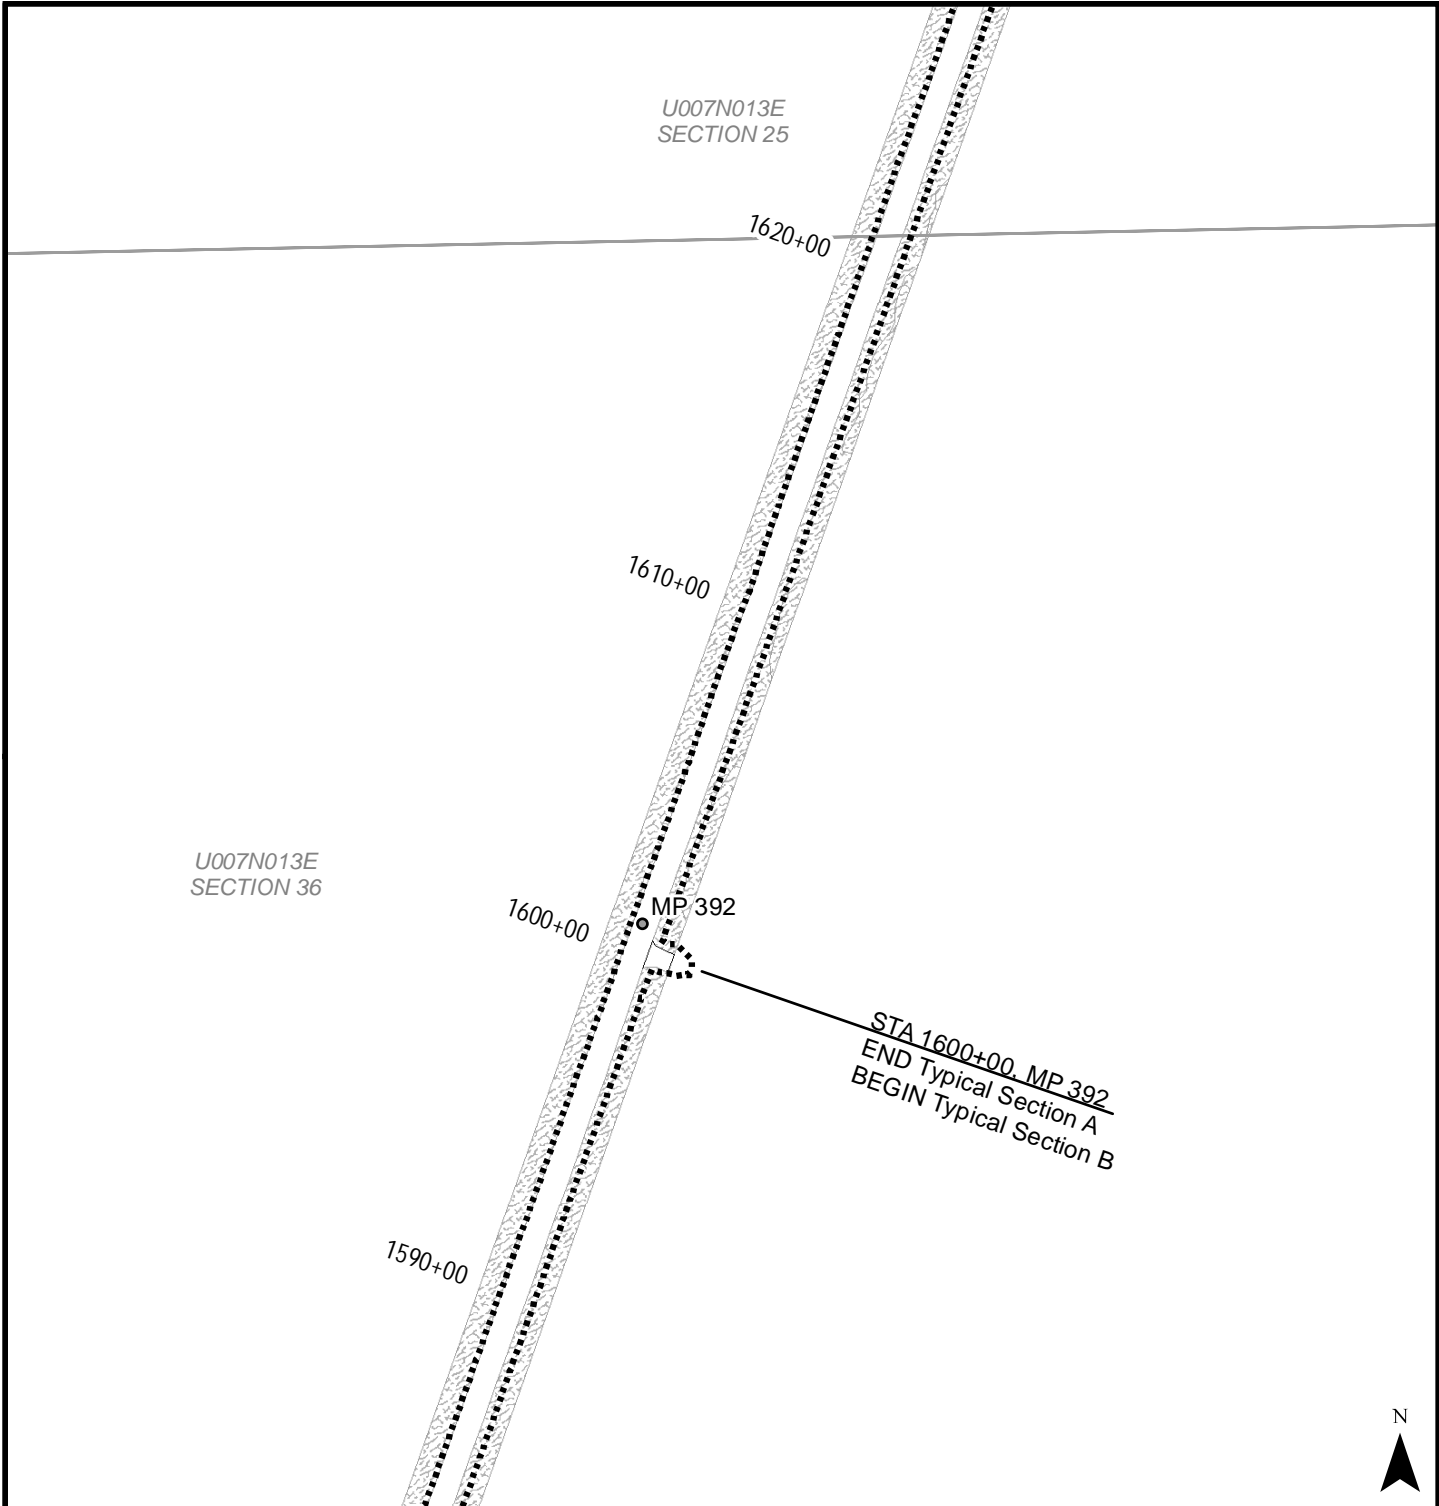 U007N013E
SECTION 25
1620+00
1610+00
U007N013E
SECTION 36
1600+00
MP 392
STA 1600+00, MP 392
END Typical Section A
BEGIN Typical Section B
1590+00
N